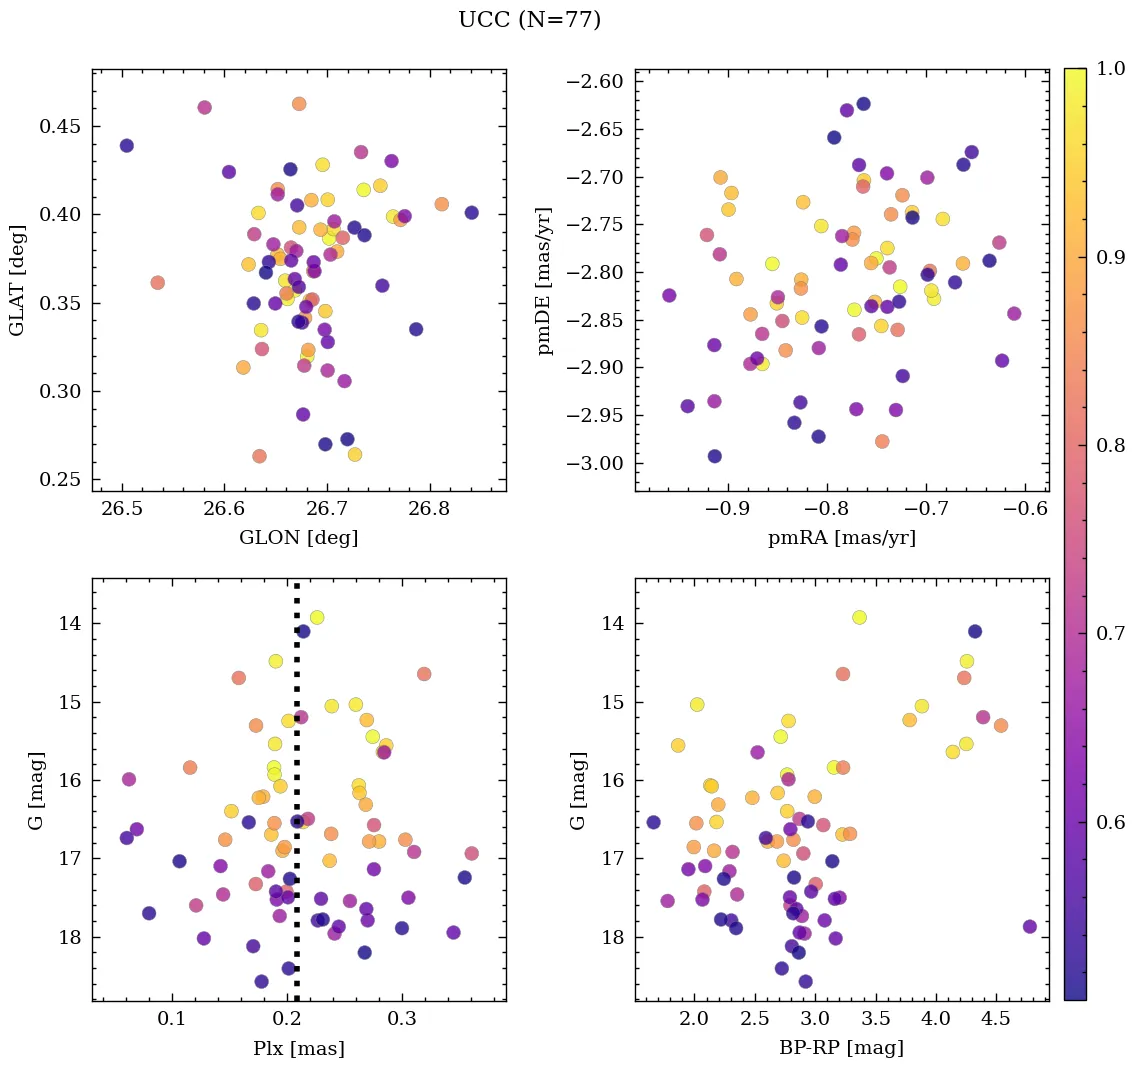 UCC (N=77)
0.45
0.40
0.35
0.30
0.25
GLAT [deg]
26.5 26.6 26.7 26.8
GLON [deg]
−2.60
−2.65
−2.70
−2.75
−2.80
−2.85
−2.90
−2.95
−3.00
pmDE [mas/yr]
−0.9 −0.8 −0.7 −0.6
pmRA [mas/yr]
1.0
0.9
0.8
0.7
0.6
14
15
16
17
18
G [mag]
0.1 0.2 0.3
Plx [mas]
14
15
16
17
18
G [mag]
2.0 2.5 3.0 3.5 4.0 4.5
BP-RP [mag]